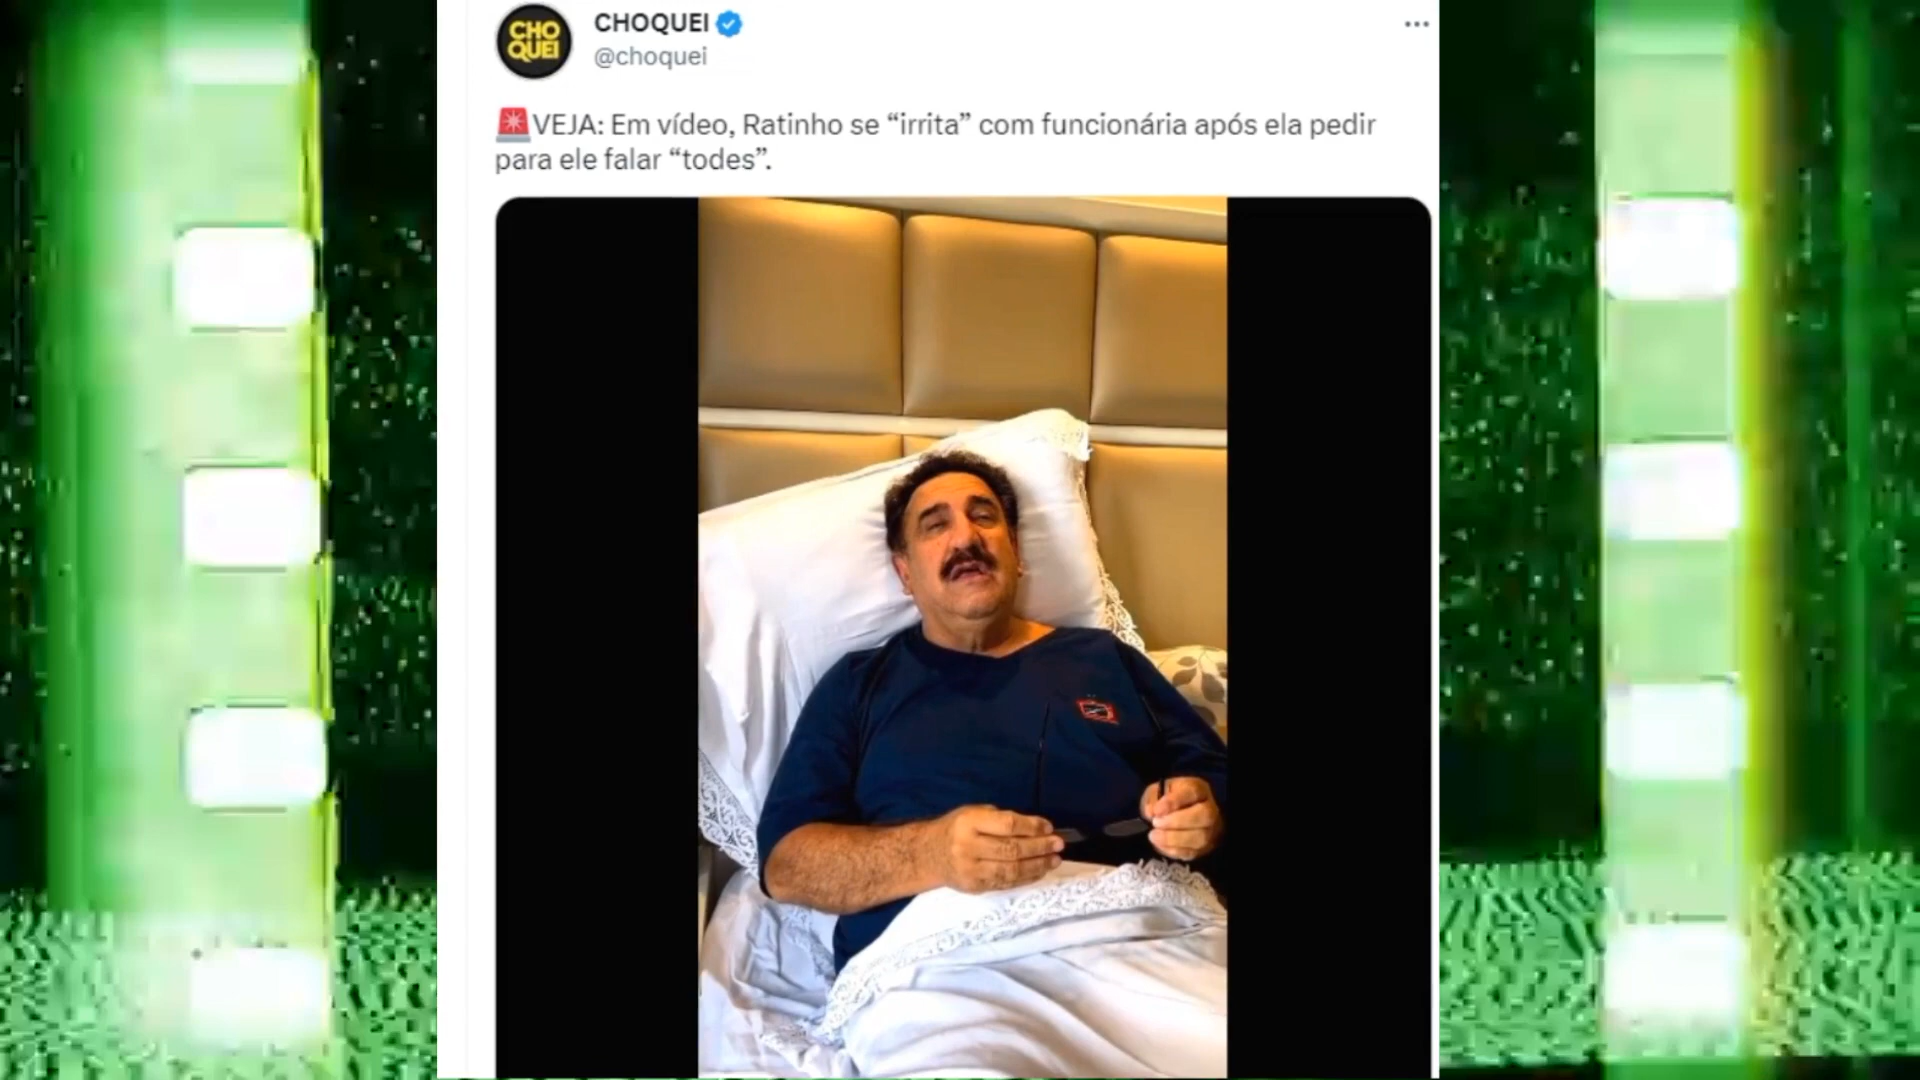 CHO
QUEI
CHOQUEI
@choquei
🚨VEJA: Em vídeo, Ratinho se “irrita” com funcionária após ela pedir
para ele falar “todes”.